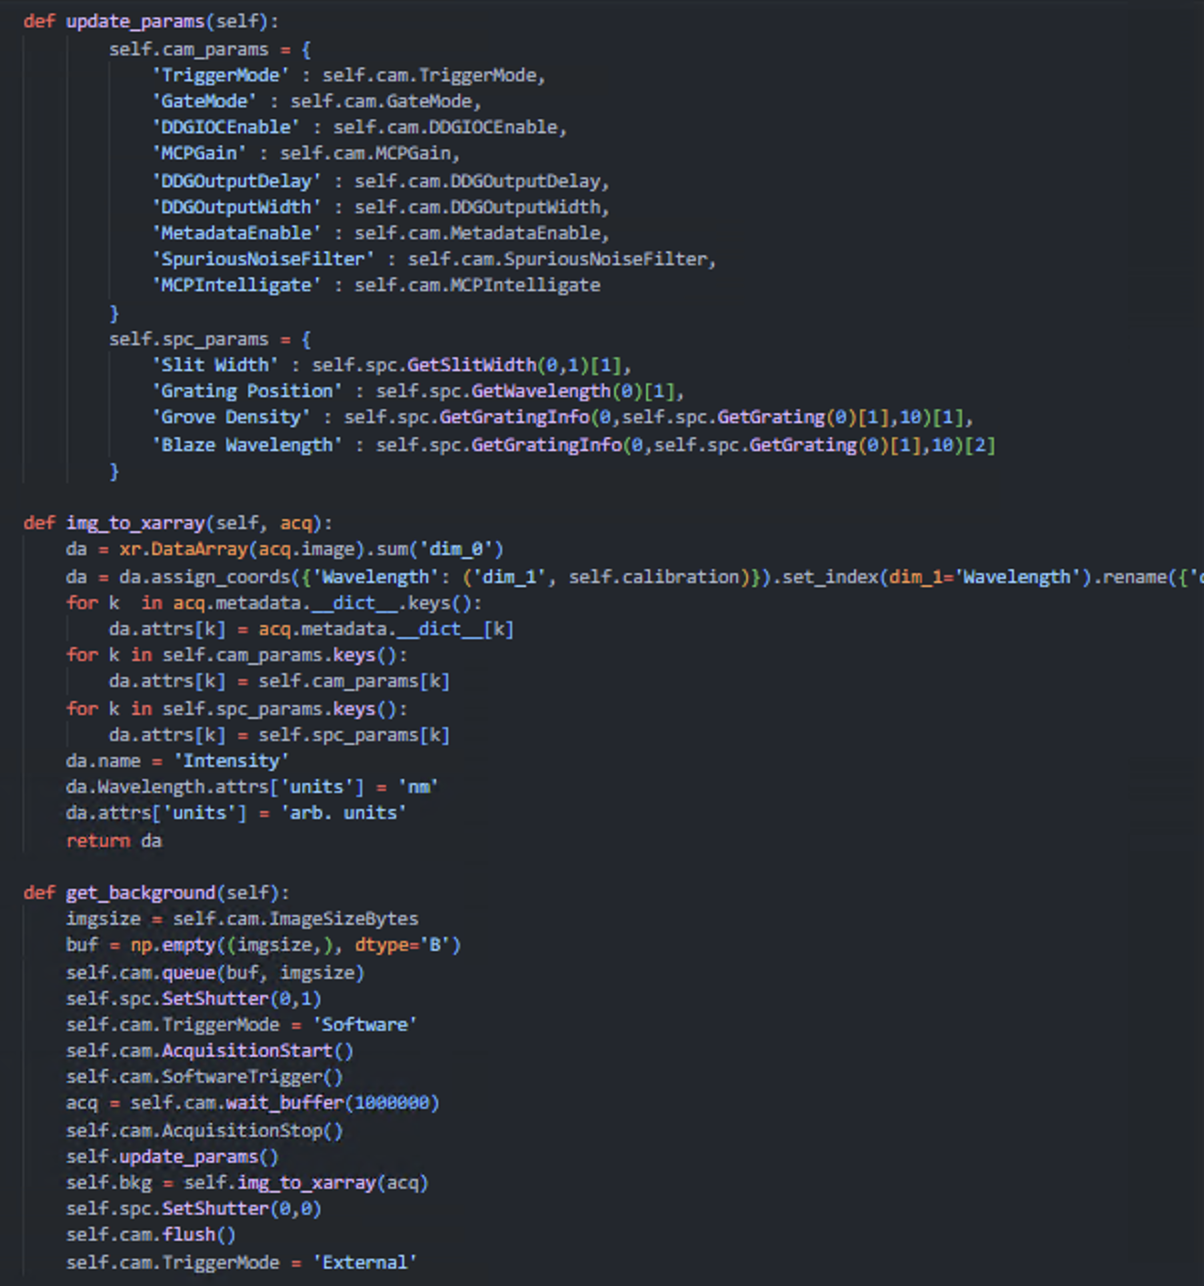 def update_params(self):
        self.cam_params = {
            'TriggerMode' : self.cam.TriggerMode,
            'GateMode' : self.cam.GateMode,
            'DDGIOCEnable' : self.cam.DDGIOCEnable,
            'MCPGain' : self.cam.MCPGain,
            'DDGOutputDelay' : self.cam.DDGOutputDelay,
            'DDGOutputWidth' : self.cam.DDGOutputWidth,
            'MetadataEnable' : self.cam.MetadataEnable,
            'SpuriousNoiseFilter' : self.cam.SpuriousNoiseFilter,
            'MCPIntelligate' : self.cam.MCPIntelligate
        }
        self.spc_params = {
            'Slit Width' : self.spc.GetSlitWidth(0,1)[1],
            'Grating Position' : self.spc.GetWavelength(0)[1],
            'Grove Density' : self.spc.GetGratingInfo(0,self.spc.GetGrating(0)[1],10)[1],
            'Blaze Wavelength' : self.spc.GetGratingInfo(0,self.spc.GetGrating(0)[1],10)[2]
        }
def img_to_xarray(self, acq):
    da = xr.DataArray(acq.image).sum('dim_0')
    da = da.assign_coords({'Wavelength': ('dim_1', self.calibration)}).set_index(dim_1='Wavelength').rename({'
    for k  in acq.metadata.__dict__.keys():
        da.attrs[k] = acq.metadata.__dict__[k]
    for k in self.cam_params.keys():
        da.attrs[k] = self.cam_params[k]
    for k in self.spc_params.keys():
        da.attrs[k] = self.spc_params[k]
    da.name = 'Intensity'
    da.Wavelength.attrs['units'] = 'nm'
    da.attrs['units'] = 'arb. units'
    return da
def get_background(self):
    imgsize = self.cam.ImageSizeBytes
    buf = np.empty((imgsize,), dtype='B')
    self.cam.queue(buf, imgsize)
    self.spc.SetShutter(0,1)
    self.cam.TriggerMode = 'Software'
    self.cam.AcquisitionStart()
    self.cam.SoftwareTrigger()
    acq = self.cam.wait_buffer(1000000)
    self.cam.AcquisitionStop()
    self.update_params()
    self.bkg = self.img_to_xarray(acq)
    self.spc.SetShutter(0,0)
    self.cam.flush()
    self.cam.TriggerMode = 'External'